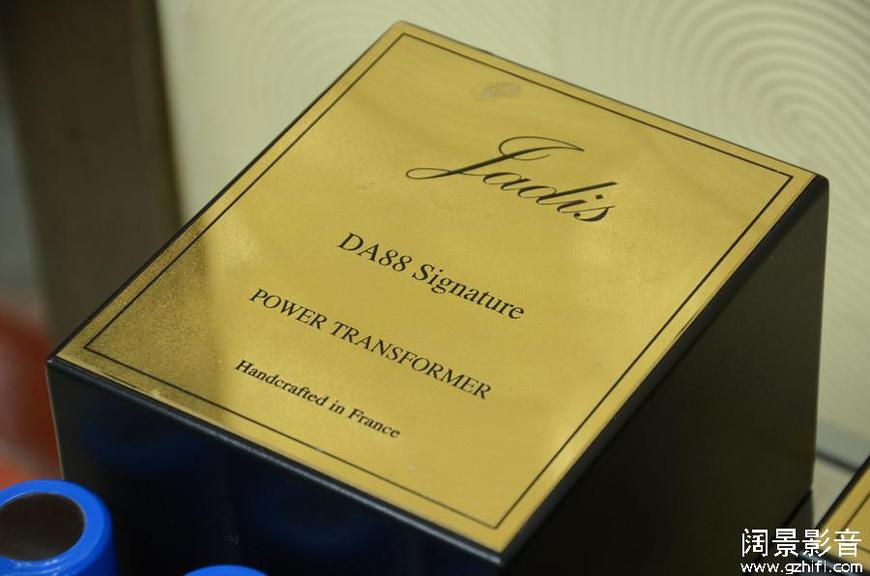 Jadis
DA88 Signature
POWER TRANSFORMER
Handcrafted in France
阔景影音
www.gzhifi.com